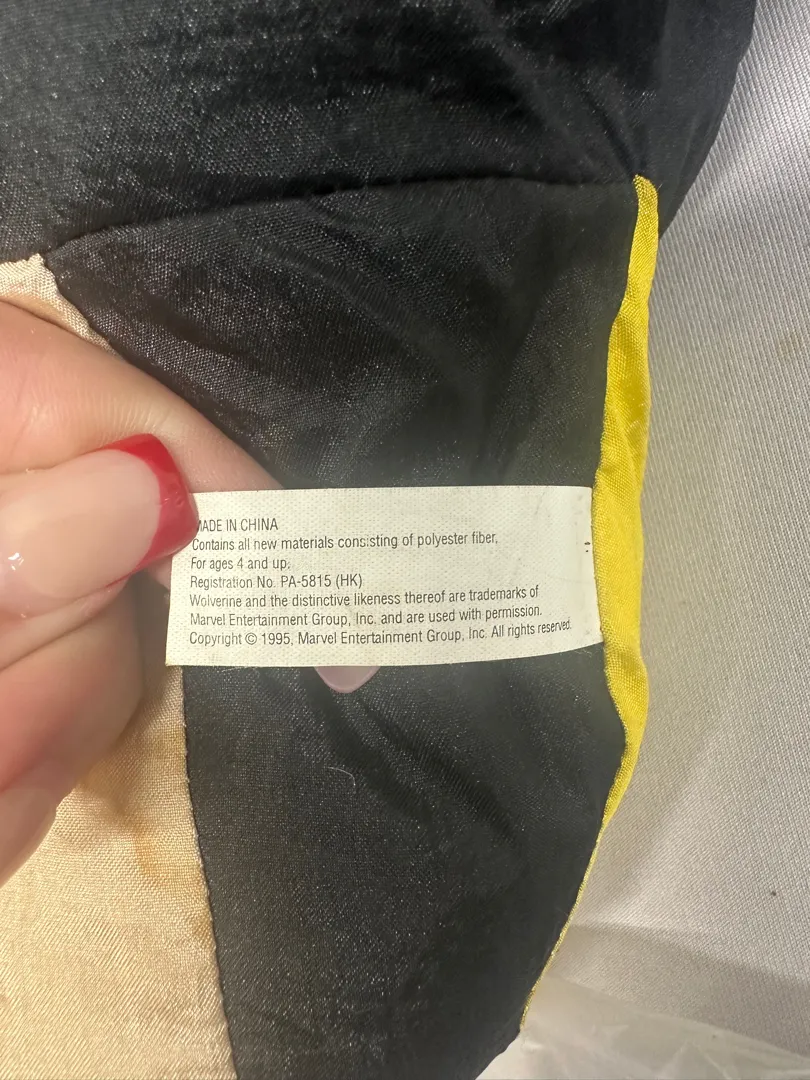 MADE IN CHINA
Contains all new materials consisting of polyester fiber.
For ages 4 and up.
Registration No. PA-5815 (HK)
Wolverine and the distinctive likeness thereof are trademarks of
Marvel Entertainment Group, Inc. and are used with permission.
Copyright © 1995, Marvel Entertainment Group, Inc. All rights reserved.